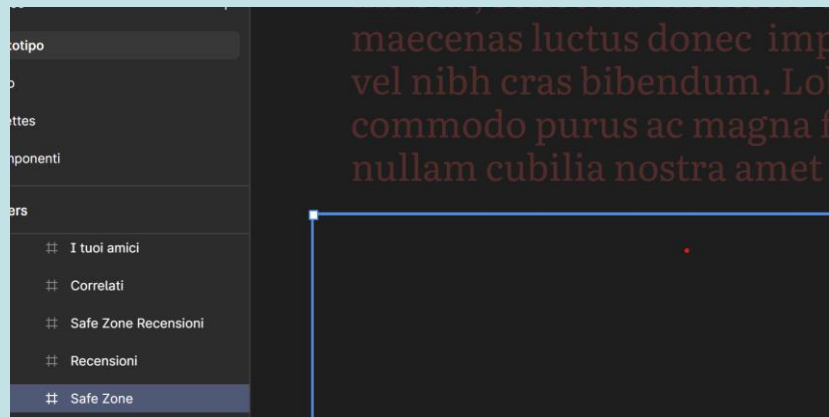 maecenas luctus donec imp
vel nibh cras bibendum. Lo
commodo purus ac magna f
nullam cubilia nostra amet
totipo
ettes
mponenti
ers
I tuoi amici
Correlati
Safe Zone Recensioni
Recensioni
Safe Zone